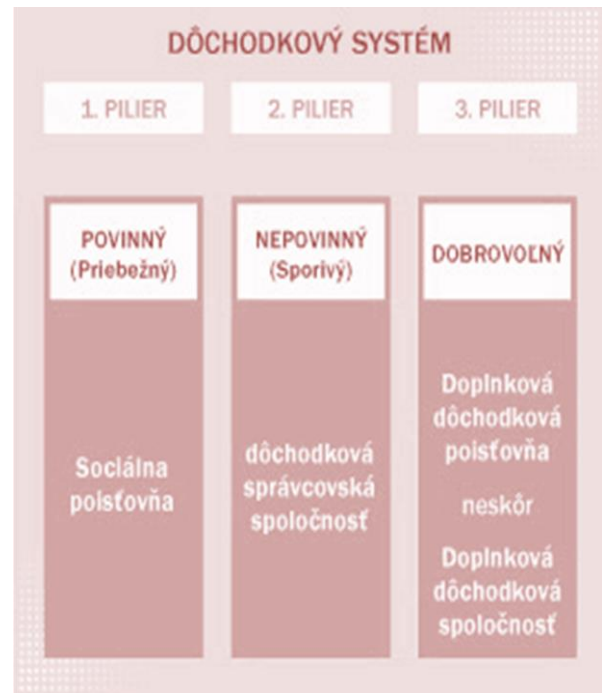 DÔCHODKOVÝ SYSTÉM
1. PILIER
2. PILIER
3. PILIER
POVINNÝ
(Priebežný)
Sociálna
poisťovňa
NEPOVINNÝ
(Sporivý)
dôchodková
správcovská
spoločnosť
DOBROVOĽNÝ
Doplnková
dôchodková
poisťovňa
neskôr
Doplnková
dôchodková
spoločnosť